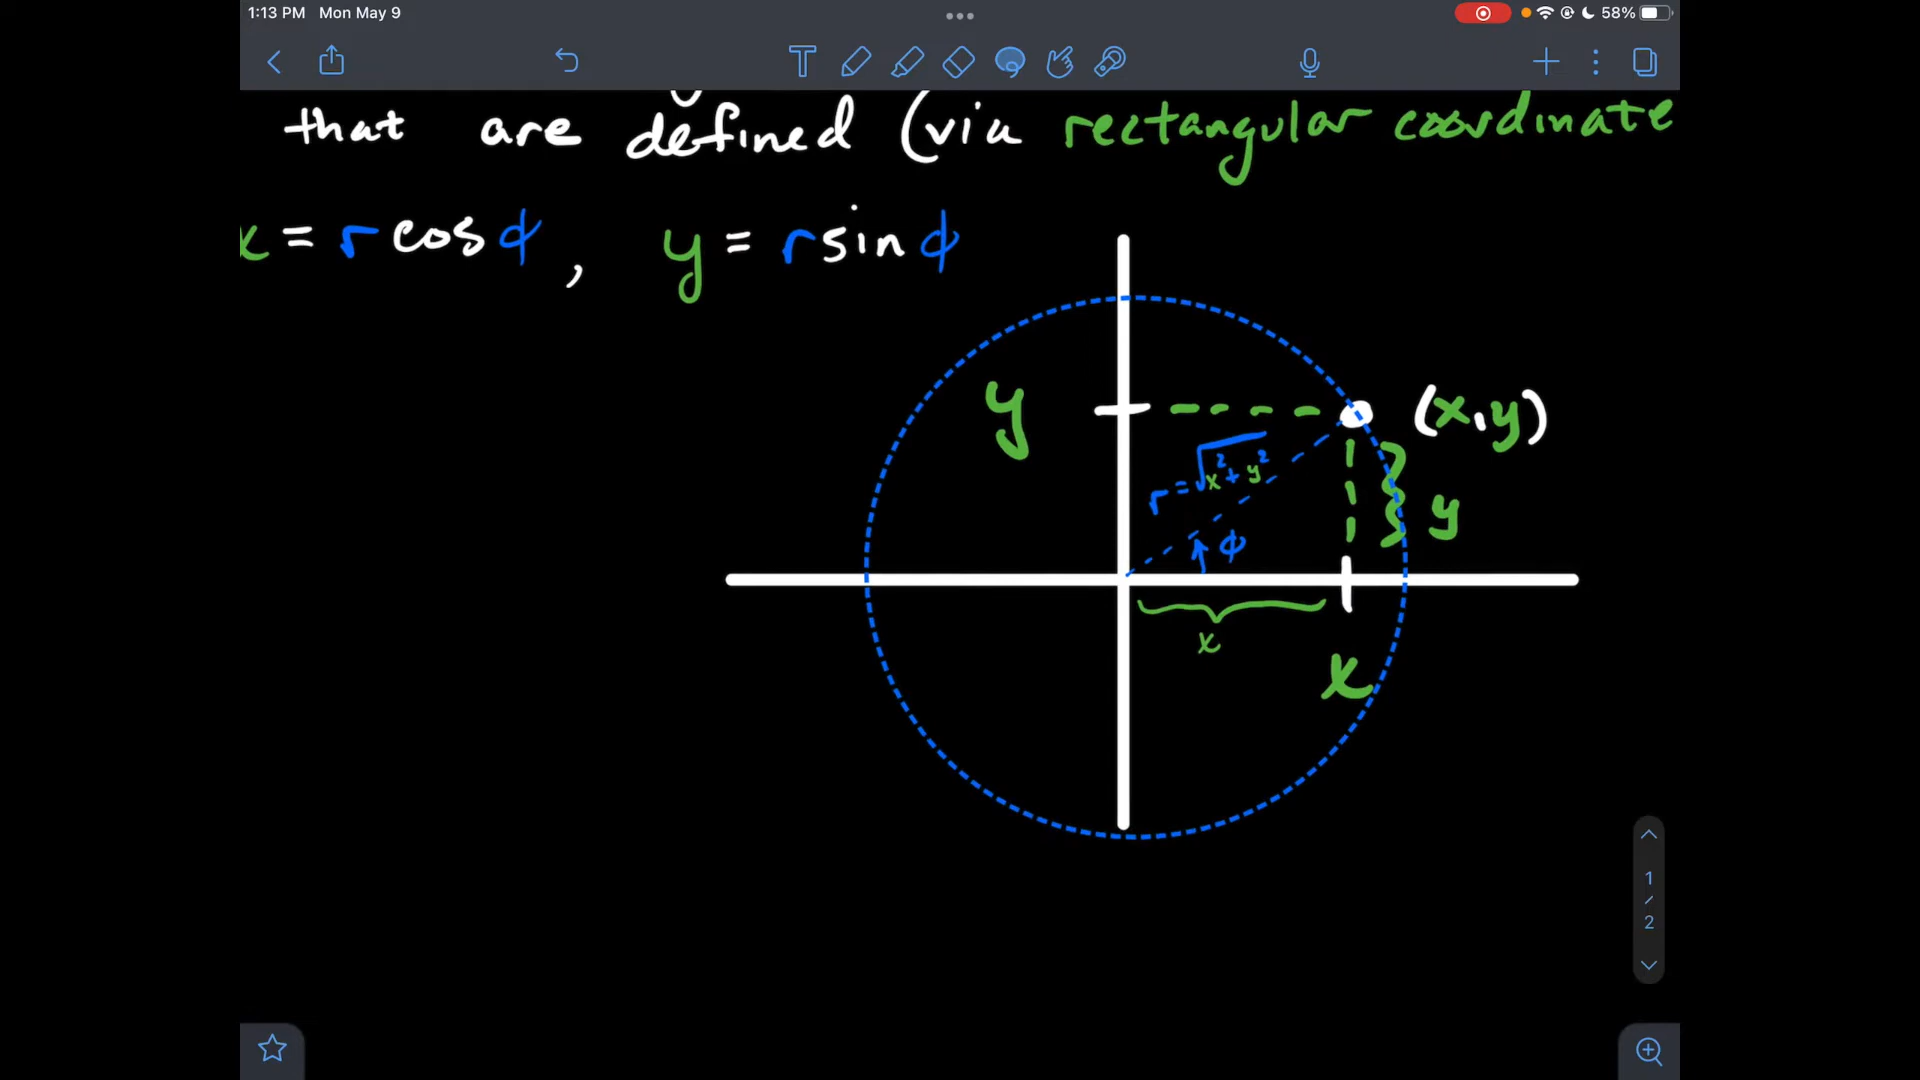 1:13 PM Mon May 9
58%
that are defined (via rectangular coordinate
x = r cos ϕ , y = r sin ϕ
y
(x,y)
r = √x²+y²
y
ϕ
x
x
1
/
2